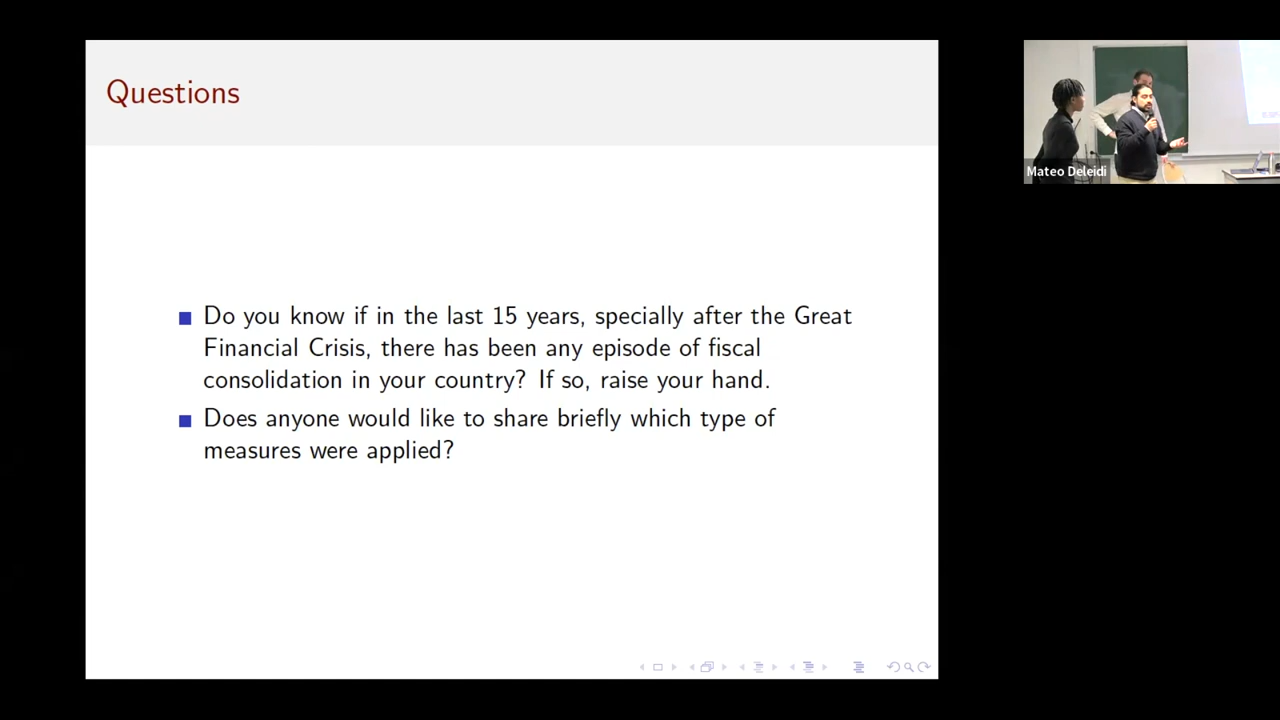 Questions
Do you know if in the last 15 years, specially after the Great
Financial Crisis, there has been any episode of fiscal
consolidation in your country? If so, raise your hand.
Does anyone would like to share briefly which type of
measures were applied?
Mateo Deleidi